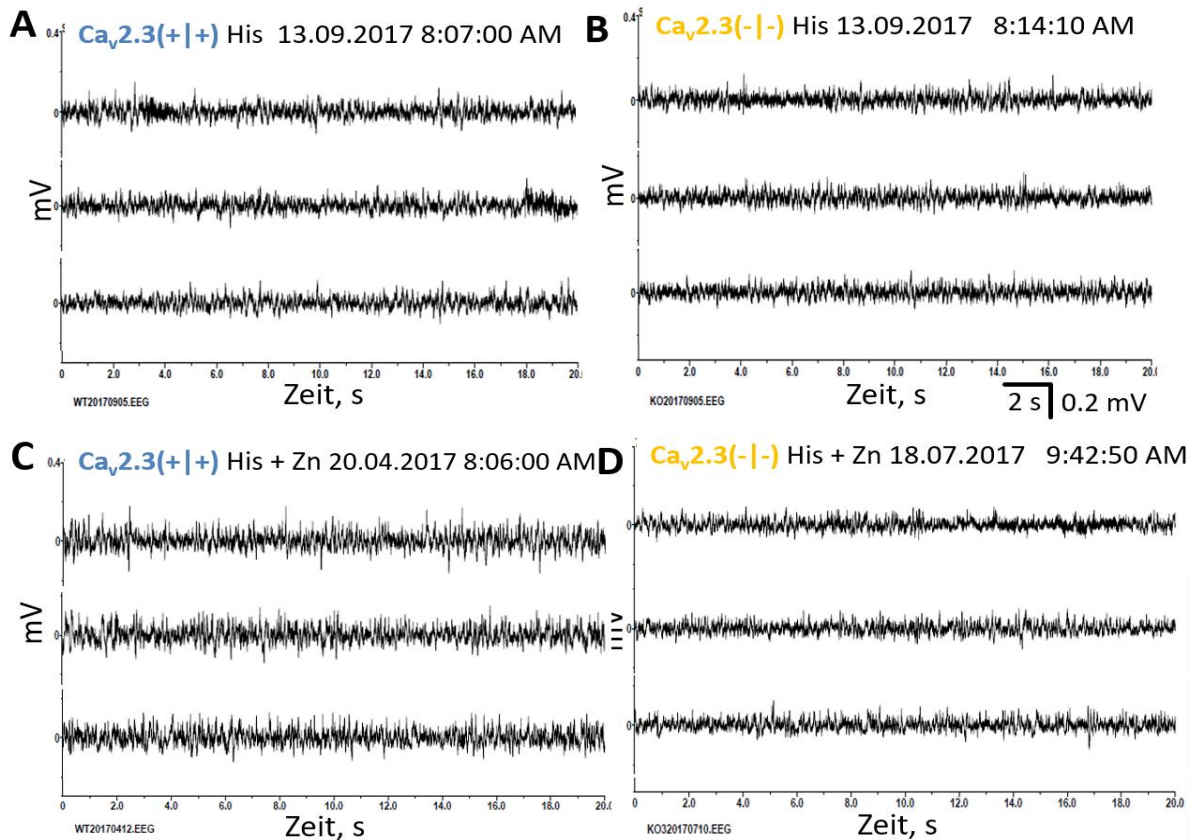 A Caᵥ2.3(+|+) His 13.09.2017 8:07:00 AM
0.4
0
0
0
mV
0 2.0 4.0 6.0 8.0 10.0 12.0 14.0 16.0 18.0 20.
Zeit, s
WT20170905.EEG
B Caᵥ2.3(-|-) His 13.09.2017 8:14:10 AM
0.4
0
0
0
mV
0 2.0 4.0 6.0 8.0 10.0 12.0 14.0 16.0 18.0 20.0
Zeit, s
KO20170905.EEG
2 s 0.2 mV
C Caᵥ2.3(+|+) His + Zn 20.04.2017 8:06:00 AM
0.4
0
0
0
mV
0 2.0 4.0 6.0 8.0 10.0 12.0 14.0 16.0 18.0 20.0
Zeit, s
WT20170412.EEG
D Caᵥ2.3(-|-) His + Zn 18.07.2017 9:42:50 AM
0
0
0
0 2.0 4.0 6.0 8.0 10.0 12.0 14.0 16.0 18.0 20.0
Zeit, s
KO320170710.EEG